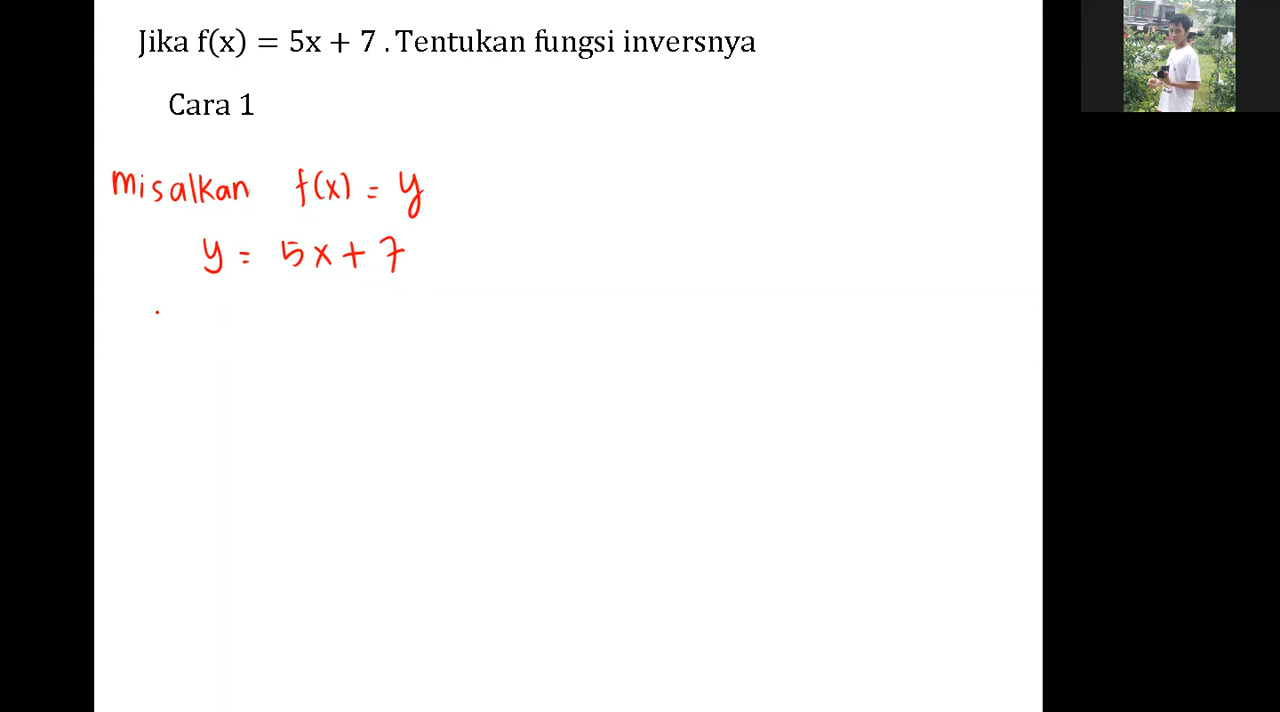 Jika f(x) = 5x + 7 . Tentukan fungsi inversnya
Cara 1
Misalkan f(x) = y
y = 5x + 7